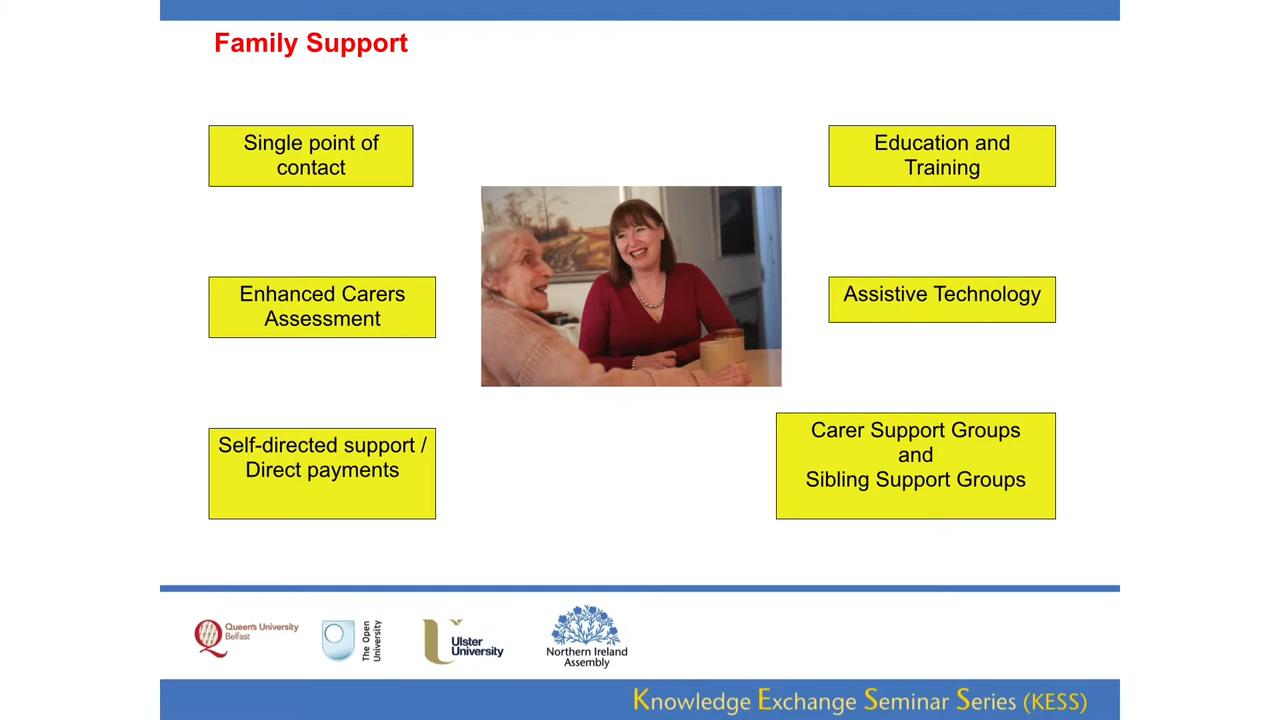 Family Support
Single point of
contact
Education and
Training
Enhanced Carers
Assessment
Assistive Technology
Self-directed support /
Direct payments
Carer Support Groups
and
Sibling Support Groups
Queen's University
Belfast
The Open
University
Ulster
University
Northern Ireland
Assembly
Knowledge Exchange Seminar Series (KESS)